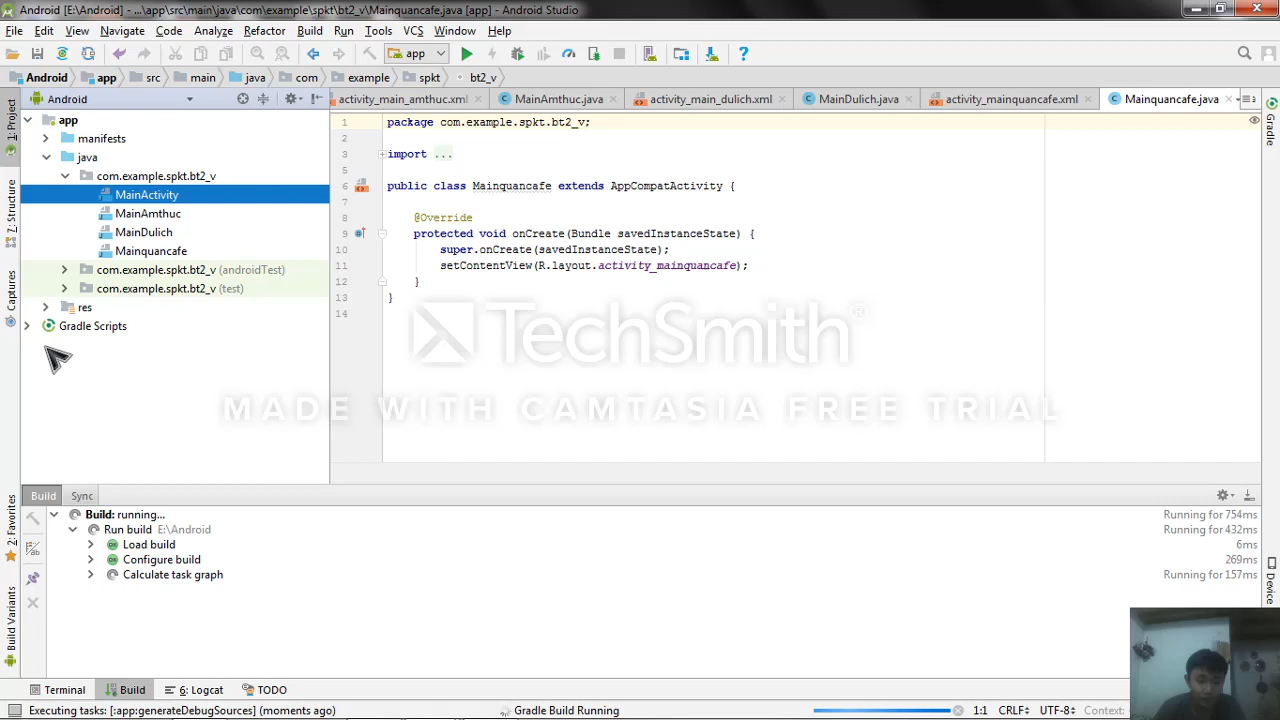 Android [E:\Android] - ...\app\src\main\java\com\example\spkt\bt2_v\Mainquancafe.java [app] - Android Studio
File Edit View Navigate Code Analyze Refactor Build Run Tools VCS Window Help
app
Android app src main java com example spkt bt2_v
Android
activity_main_amthuc.xml MainAmthuc.java activity_main_dulich.xml MainDulich.java activity_mainquancafe.xml Mainquancafe.java
1: Project
7: Structure
Captures
2: Favorites
Build Variants
app
manifests
java
com.example.spkt.bt2_v
MainActivity
MainAmthuc
MainDulich
Mainquancafe
com.example.spkt.bt2_v (androidTest)
com.example.spkt.bt2_v (test)
res
Gradle Scripts
1 package com.example.spkt.bt2_v;
2
3 import ...
5
6 public class Mainquancafe extends AppCompatActivity {
7
8 @Override
9 protected void onCreate(Bundle savedInstanceState) {
10 super.onCreate(savedInstanceState);
11 setContentView(R.layout.activity_mainquancafe);
12 }
13 }
14
TechSmith®
MADE WITH CAMTASIA FREE TRIAL
Gradle
Build Sync
Build: running... Running for 754ms
Run build E:\Android Running for 432ms
Load build 6ms
Configure build 269ms
Calculate task graph Running for 157ms
Terminal Build 6: Logcat TODO
Executing tasks: [:app:generateDebugSources] (moments ago) Gradle Build Running 1:1 CRLF UTF-8 Context: